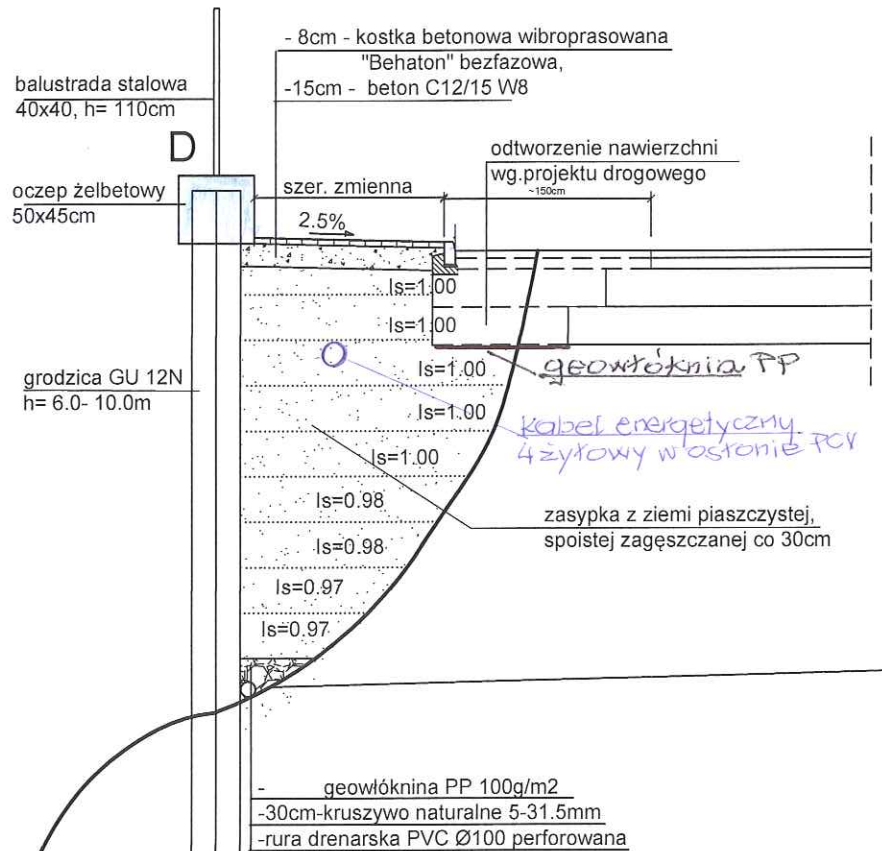 - 8cm - kostka betonowa wibroprasowana
"Behaton" bezfazowa,
-15cm - beton C12/15 W8
balustrada stalowa
40x40, h= 110cm
D
odtworzenie nawierzchni
wg.projektu drogowego
~150cm
oczep żelbetowy
50x45cm
szer. zmienna
2.5%
Is=1.00
Is=1.00
Is=1.00
geowłóknia PP
grodzica GU 12N
h= 6.0- 10.0m
Is=1.00
kabel energetyczny
4żyłowy w osłonie PCV
Is=1.00
Is=0.98
zasypka z ziemi piaszczystej,
spoistej zagęszczanej co 30cm
Is=0.98
Is=0.97
Is=0.97
- geowłóknina PP 100g/m2
-30cm-kruszywo naturalne 5-31.5mm
-rura drenarska PVC Ø100 perforowana